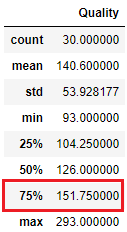 Quality
count 30.000000
mean 140.600000
std 53.928177
min 93.000000
25% 104.250000
50% 126.000000
75% 151.750000
max 293.000000